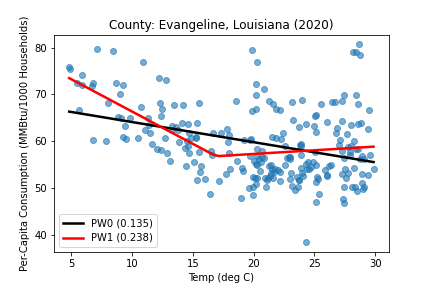 County: Evangeline, Louisiana (2020)
Per-Capita Consumption (MMBtu/1000 Households)
80
70
60
50
40
PW0 (0.135)
PW1 (0.238)
5 10 15 20 25 30
Temp (deg C)